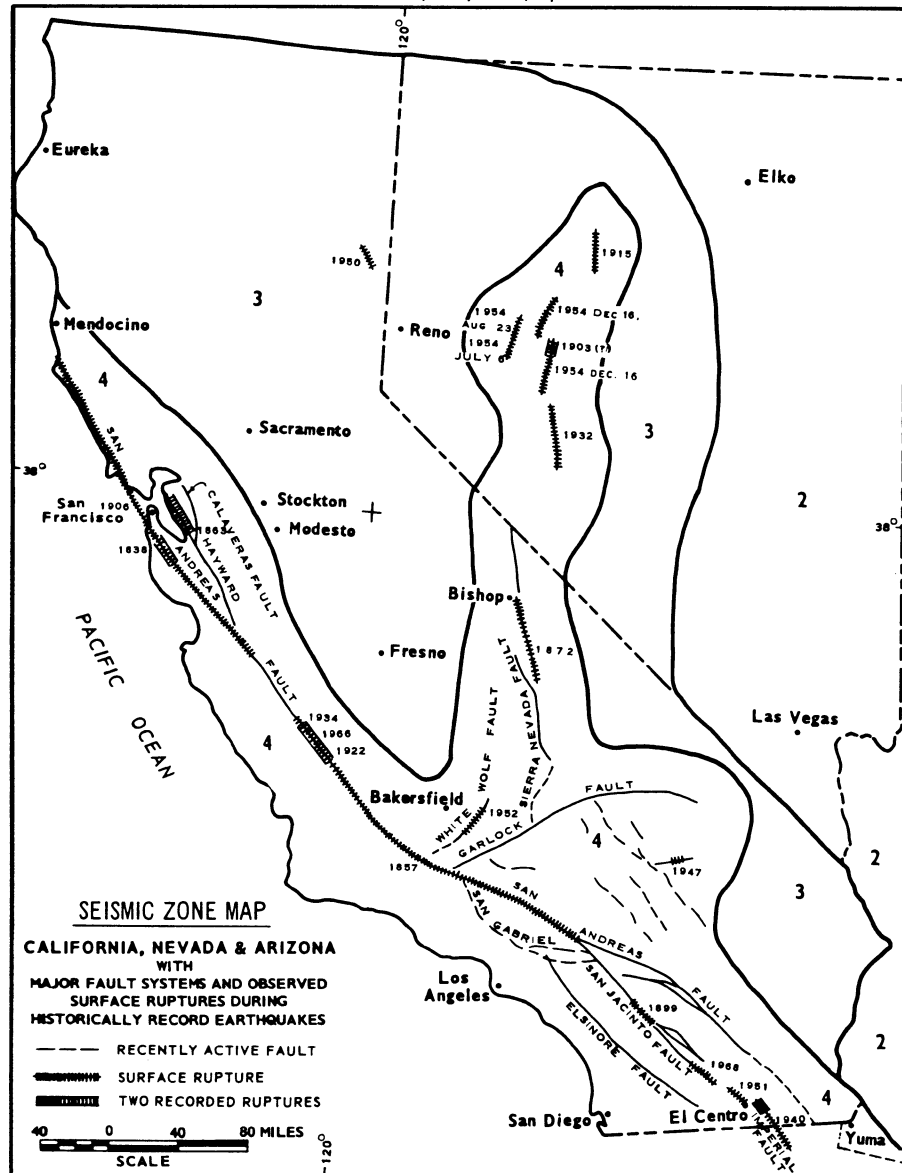 120°
Eureka
Elko
1915
1950
4
3
1954 DEC 16,
1954
AUG 23
1954
JULY 6
Mendocino
Reno
1903 (?)
1954 DEC. 16
4
Sacramento
1932
3
38°
SAN
CALAVERAS FAULT
2
San
Francisco
1906
Stockton
Modesto
38°
1863
HAYWARD
1838
ANDREAS
Bishop
PACIFIC OCEAN
Fresno
1872
FAULT
SIERRA NEVADA FAULT
WHITE WOLF FAULT
1934
1966
1922
4
Las Vegas
Bakersfield
1952
GARLOCK FAULT
4
1857
1947
2
SAN
3
SAN GABRIEL
ANDREAS
Los
Angeles
SAN JACINTO FAULT
FAULT
1899
ELSINORE FAULT
2
1968
1951
4
San Diego
El Centro
1940
IMPERIAL FAULT
Yuma
SEISMIC ZONE MAP
CALIFORNIA, NEVADA & ARIZONA
WITH
MAJOR FAULT SYSTEMS AND OBSERVED
SURFACE RUPTURES DURING
HISTORICALLY RECORD EARTHQUAKES
RECENTLY ACTIVE FAULT
SURFACE RUPTURE
TWO RECORDED RUPTURES
40 0 40 80 MILES
SCALE
120°